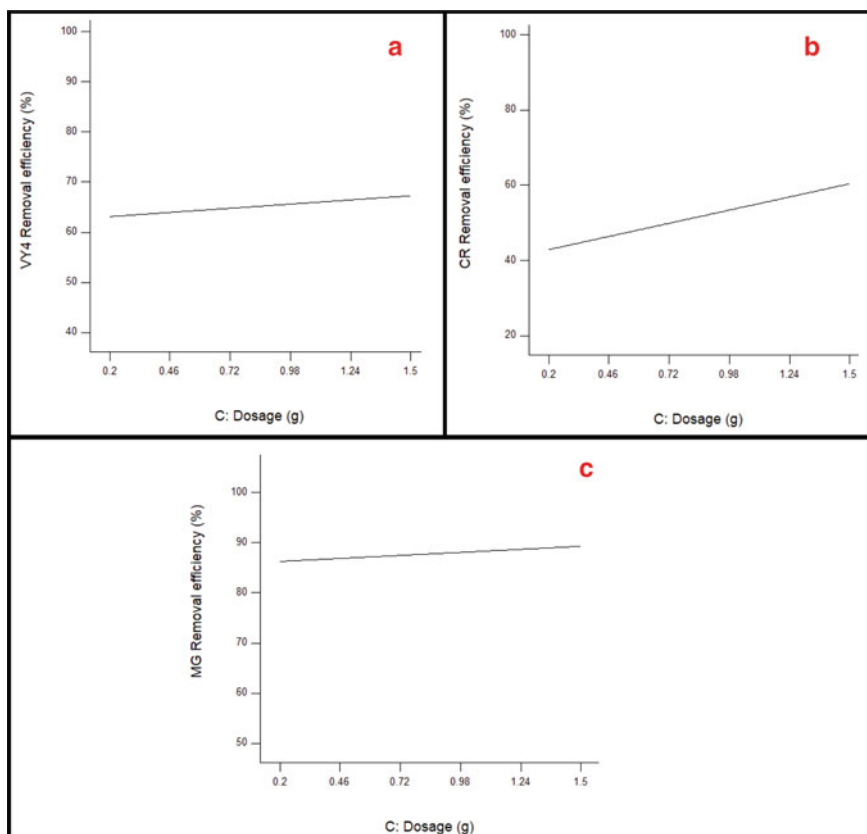 a
VY4 Removal efficiency (%)
100
90
80
70
60
50
40
0.2 0.46 0.72 0.98 1.24 1.5
C: Dosage (g)
b
CR Removal efficiency (%)
100
80
60
40
20
0.2 0.46 0.72 0.98 1.24 1.5
C: Dosage (g)
c
MG Removal efficiency (%)
100
90
80
70
60
50
0.2 0.46 0.72 0.98 1.24 1.5
C: Dosage (g)